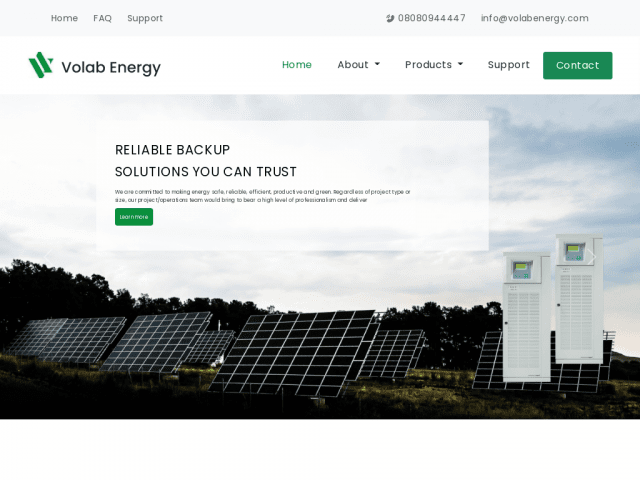 Home FAQ Support 08080944447 info@volabenergy.com
Volab Energy Home About Products Support Contact
RELIABLE BACKUP
SOLUTIONS YOU CAN TRUST
We are committed to making energy safe, reliable, efficient, productive and green. Regardless of project type or
size, our project/operations team would bring to bear a high level of professionalism and deliver
Learn More